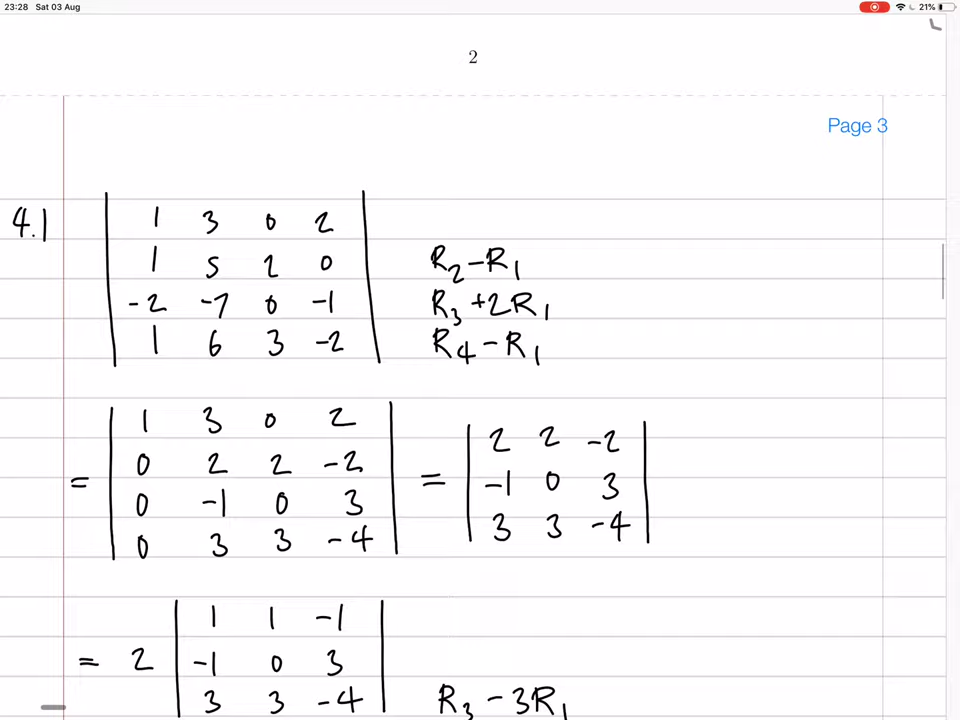 23:28 Sat 03 Aug 21%
2
Page 3
4.1 | 1 3 0 2 |
| 1 5 2 0 | R₂ - R₁
| -2 -7 0 -1 | R₃ + 2R₁
| 1 6 3 -2 | R₄ - R₁
= | 1 3 0 2 |
| 0 2 2 -2 |
| 0 -1 0 3 |
| 0 3 3 -4 |
= | 2 2 -2 |
| -1 0 3 |
| 3 3 -4 |
= 2 | 1 1 -1 |
| -1 0 3 |
| 3 3 -4 | R₃ - 3R₁